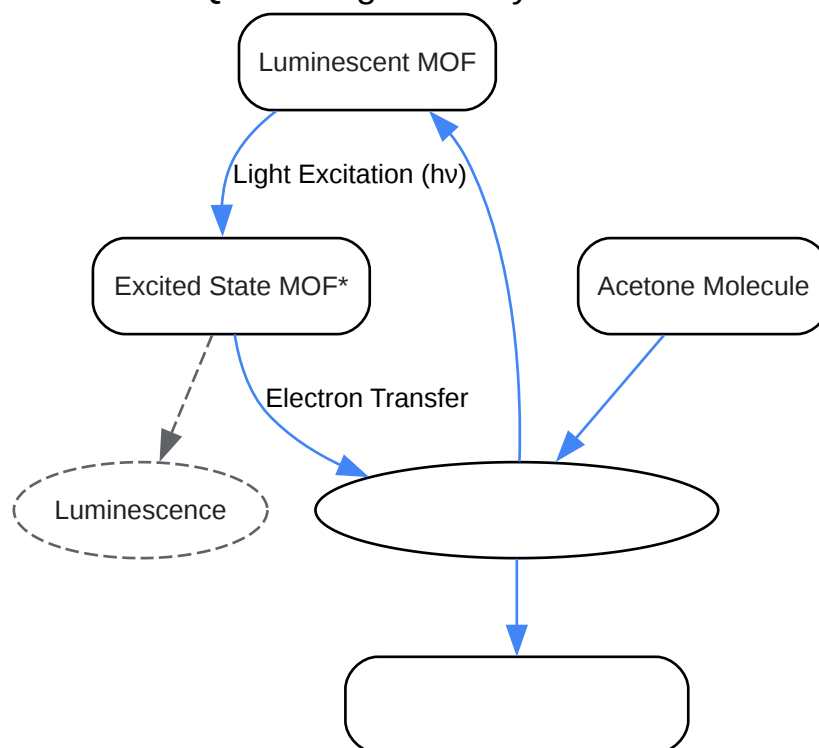 Luminescent MOF
Light Excitation (hν)
Excited State MOF*
Acetone Molecule
Electron Transfer
Luminescence